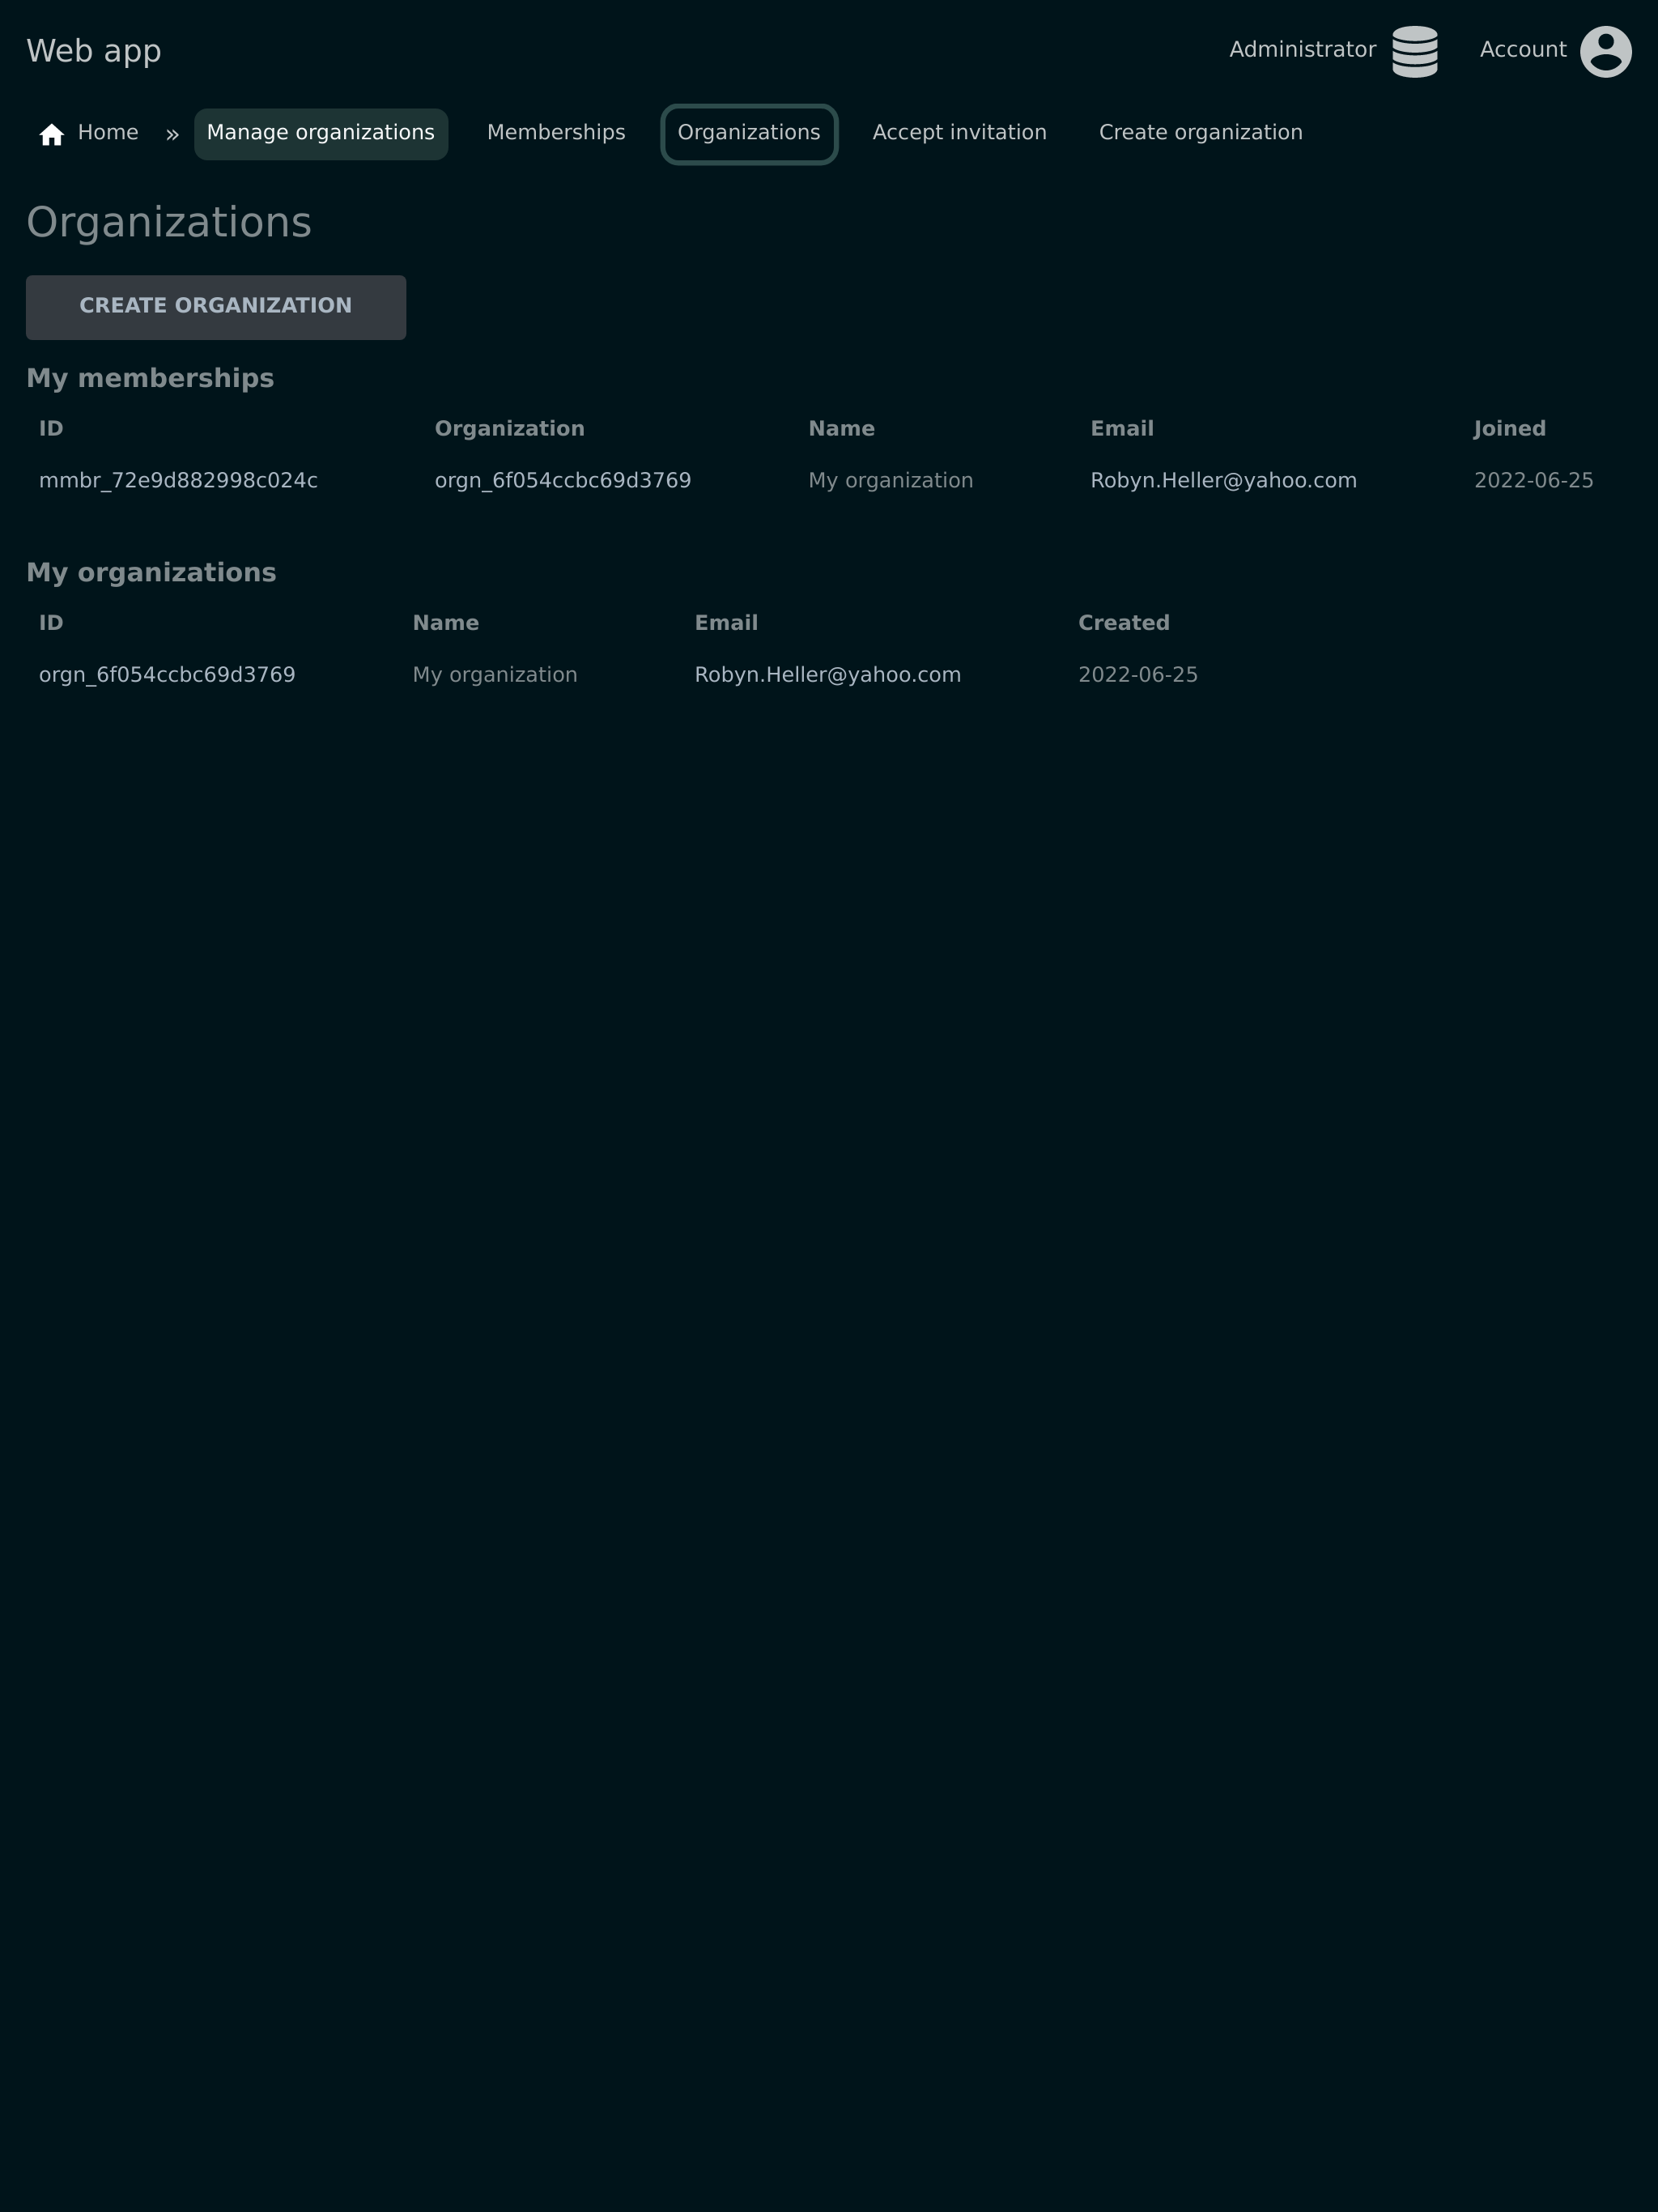 Web app
Administrator Account
Home » Manage organizations Memberships Organizations Accept invitation Create organization
Organizations
CREATE ORGANIZATION
My memberships
ID Organization Name Email Joined
mmbr_72e9d882998c024c orgn_6f054ccbc69d3769 My organization Robyn.Heller@yahoo.com 2022-06-25
My organizations
ID Name Email Created
orgn_6f054ccbc69d3769 My organization Robyn.Heller@yahoo.com 2022-06-25